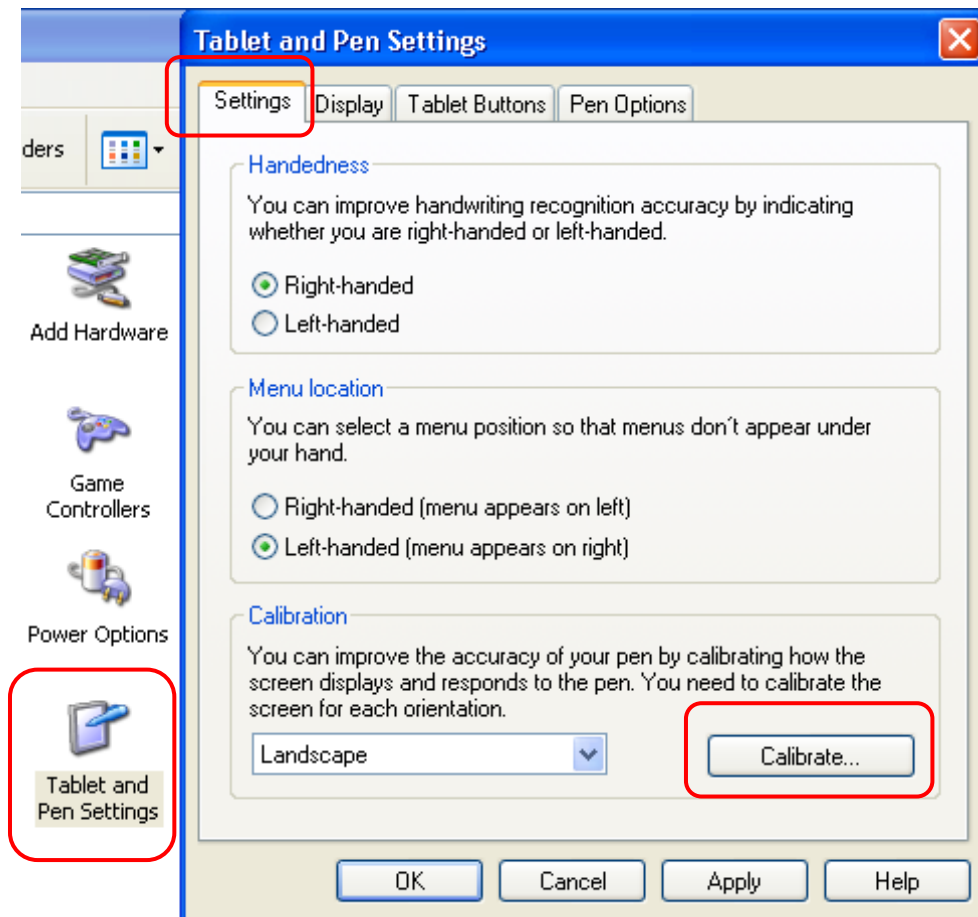 Tablet and Pen Settings
Settings
Display
Tablet Buttons
Pen Options
ders
Add Hardware
Game
Controllers
Power Options
Tablet and
Pen Settings
Handedness
You can improve handwriting recognition accuracy by indicating
whether you are right-handed or left-handed.
Right-handed
Left-handed
Menu location
You can select a menu position so that menus don´t appear under
your hand.
Right-handed (menu appears on left)
Left-handed (menu appears on right)
Calibration
You can improve the accuracy of your pen by calibrating how the
screen displays and responds to the pen. You need to calibrate the
screen for each orientation.
Landscape
Calibrate...
OK
Cancel
Apply
Help